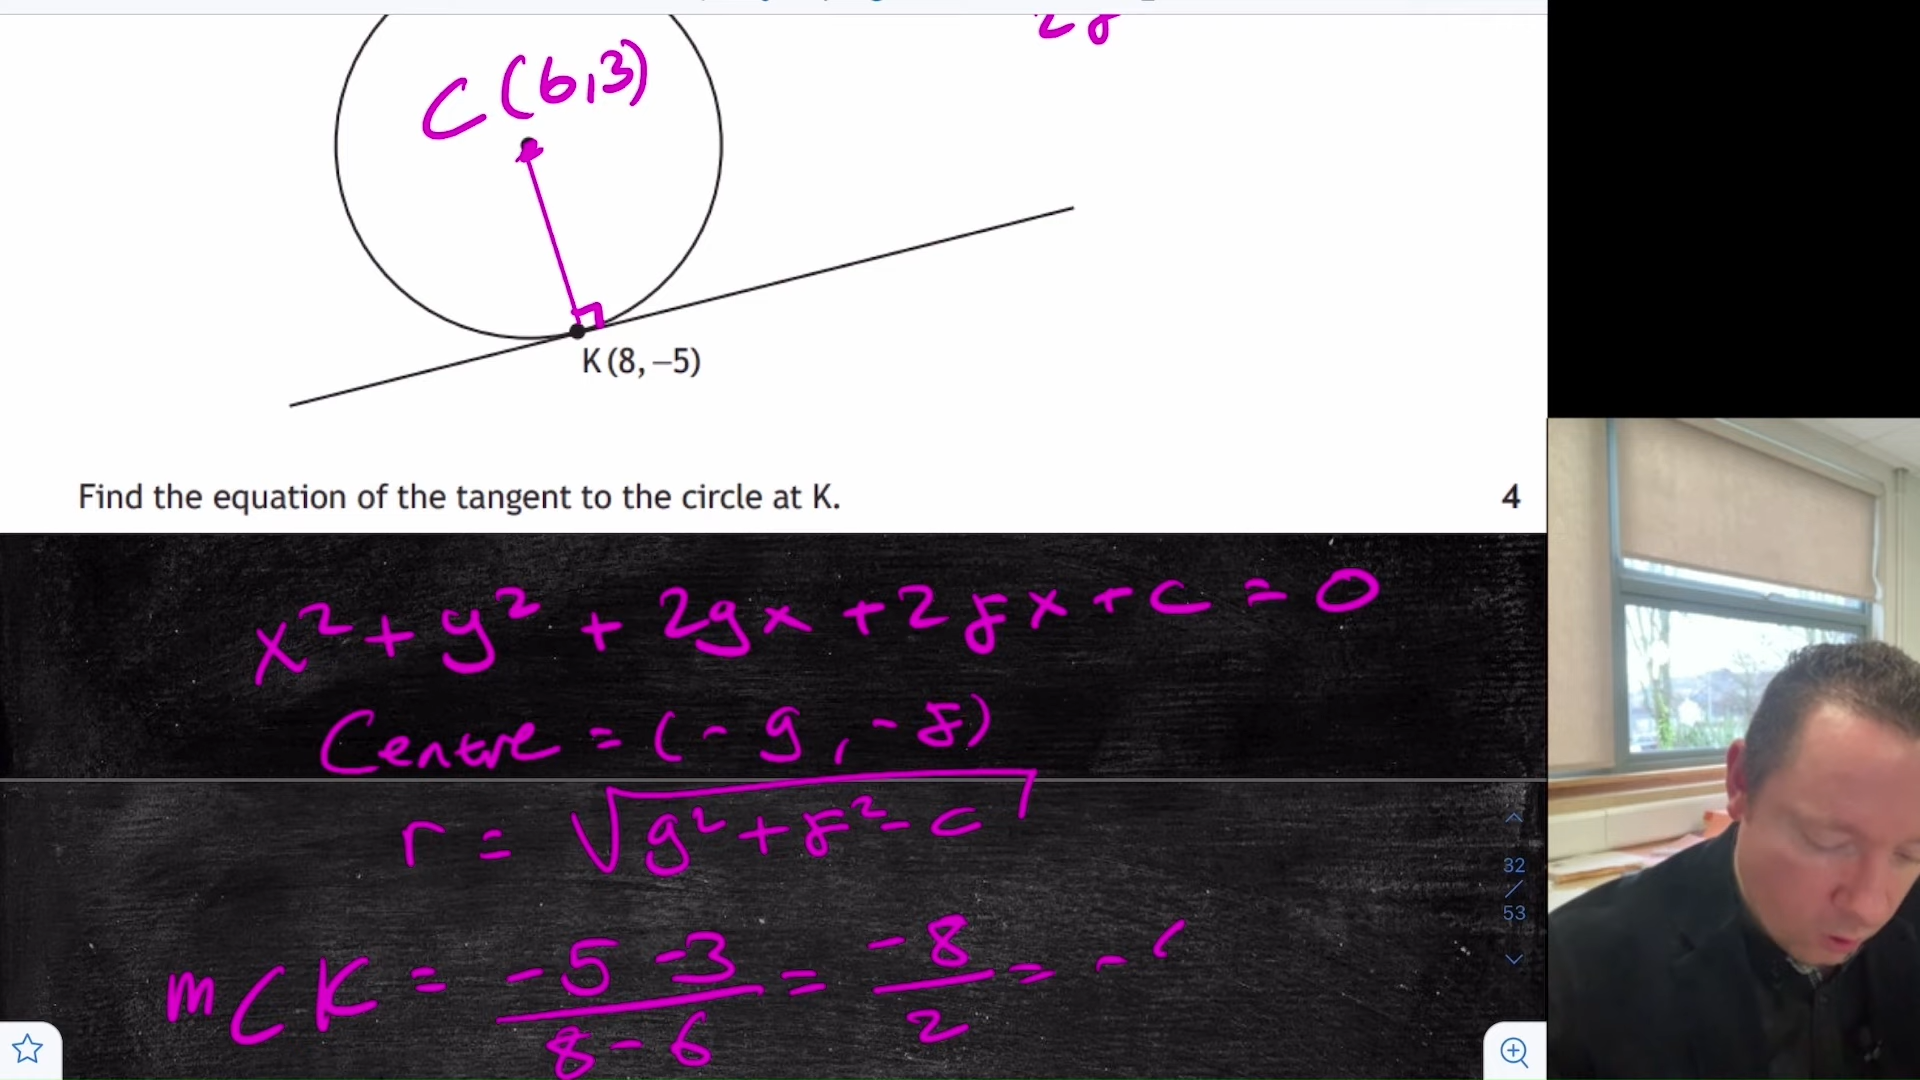 2f
C (6,3)
K (8, −5)
Find the equation of the tangent to the circle at K. 4
x² + y² + 2gx + 2fx + c = 0
Centre = (-g, -f)
r = √(g² + f² - c)
32
/
53
mCK = (-5 -3)/(8 - 6) = -8/2 = -